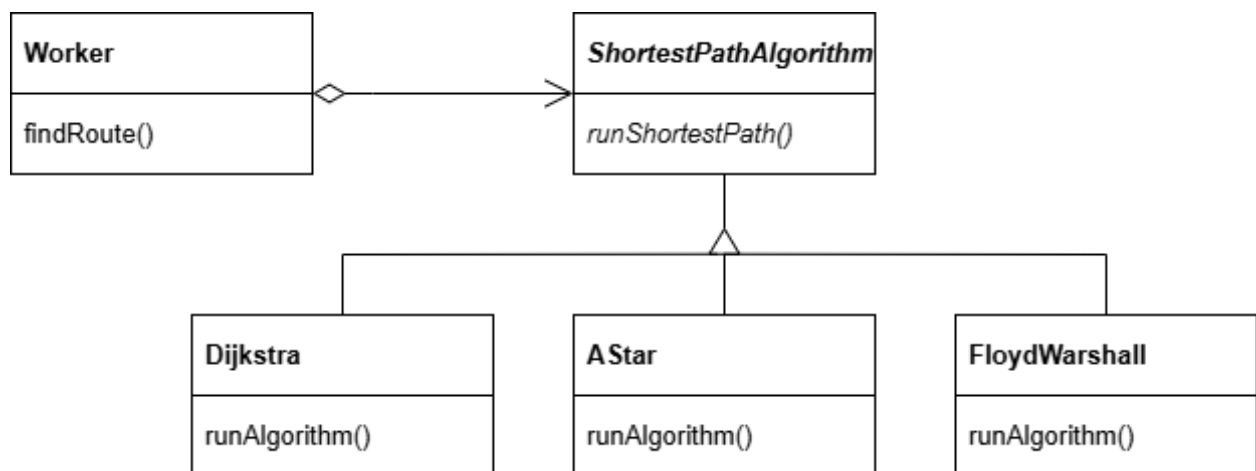 Worker
ShortestPathAlgorithm
findRoute()
runShortestPath()
Dijkstra
AStar
FloydWarshall
runAlgorithm()
runAlgorithm()
runAlgorithm()